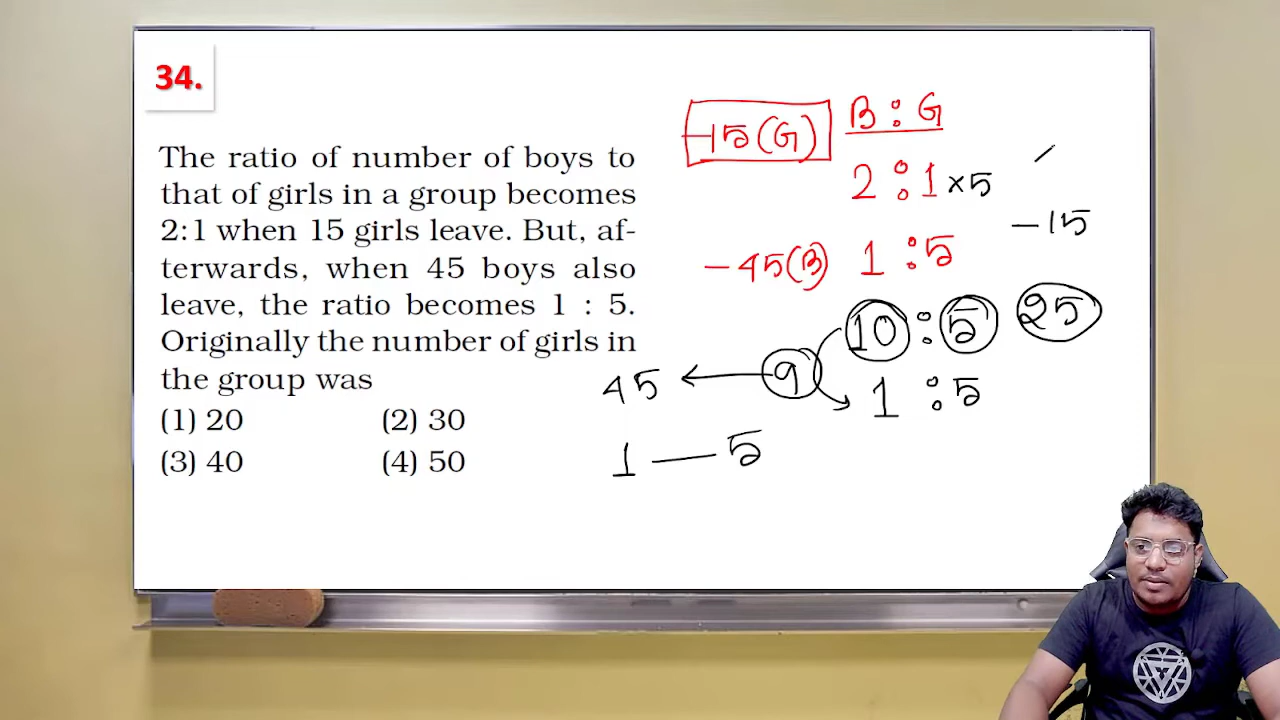 34.
The ratio of number of boys to
that of girls in a group becomes
2:1 when 15 girls leave. But, af-
terwards, when 45 boys also
leave, the ratio becomes 1 : 5.
Originally the number of girls in
the group was
(1) 20 (2) 30
(3) 40 (4) 50
-15(G) B : G
2 : 1 ×5
-15
-45(B) 1 : 5
10 : 5 25
45 ← 9
1 : 5
1 — 5